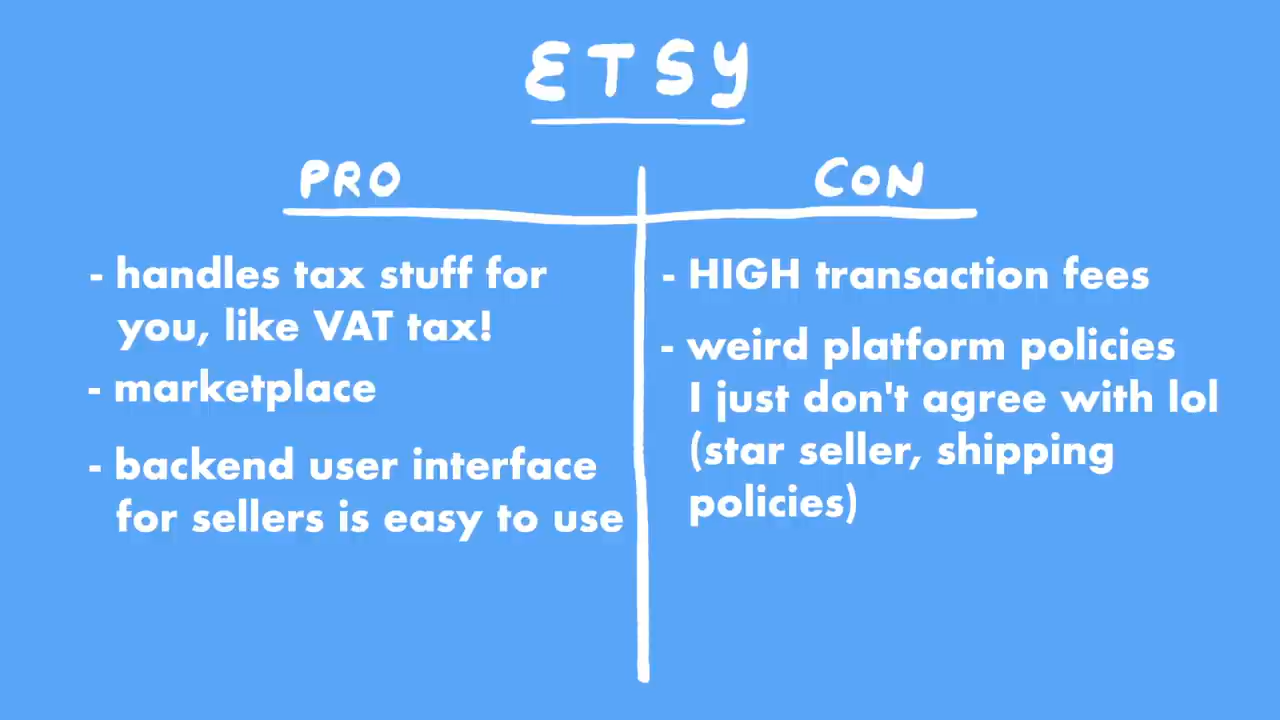 ETSY
PRO
- handles tax stuff for
you, like VAT tax!
- marketplace
- backend user interface
for sellers is easy to use
CON
- HIGH transaction fees
- weird platform policies
I just don't agree with lol
(star seller, shipping
policies)